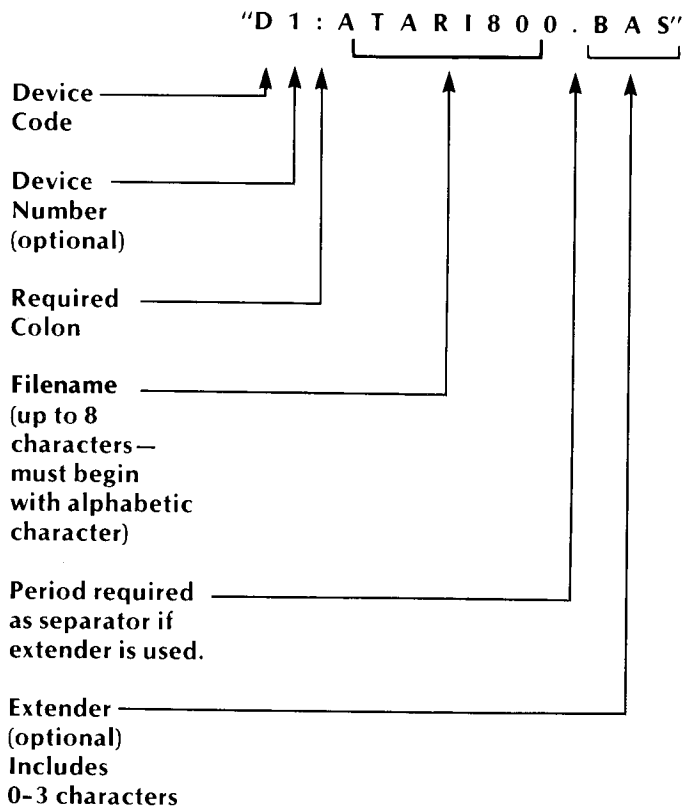 "D1:ATARI800.BAS"
Device
Code
Device
Number
(optional)
Required
Colon
Filename
(up to 8
characters—
must begin
with alphabetic
character)
Period required
as separator if
extender is used.
Extender
(optional)
Includes
0-3 characters